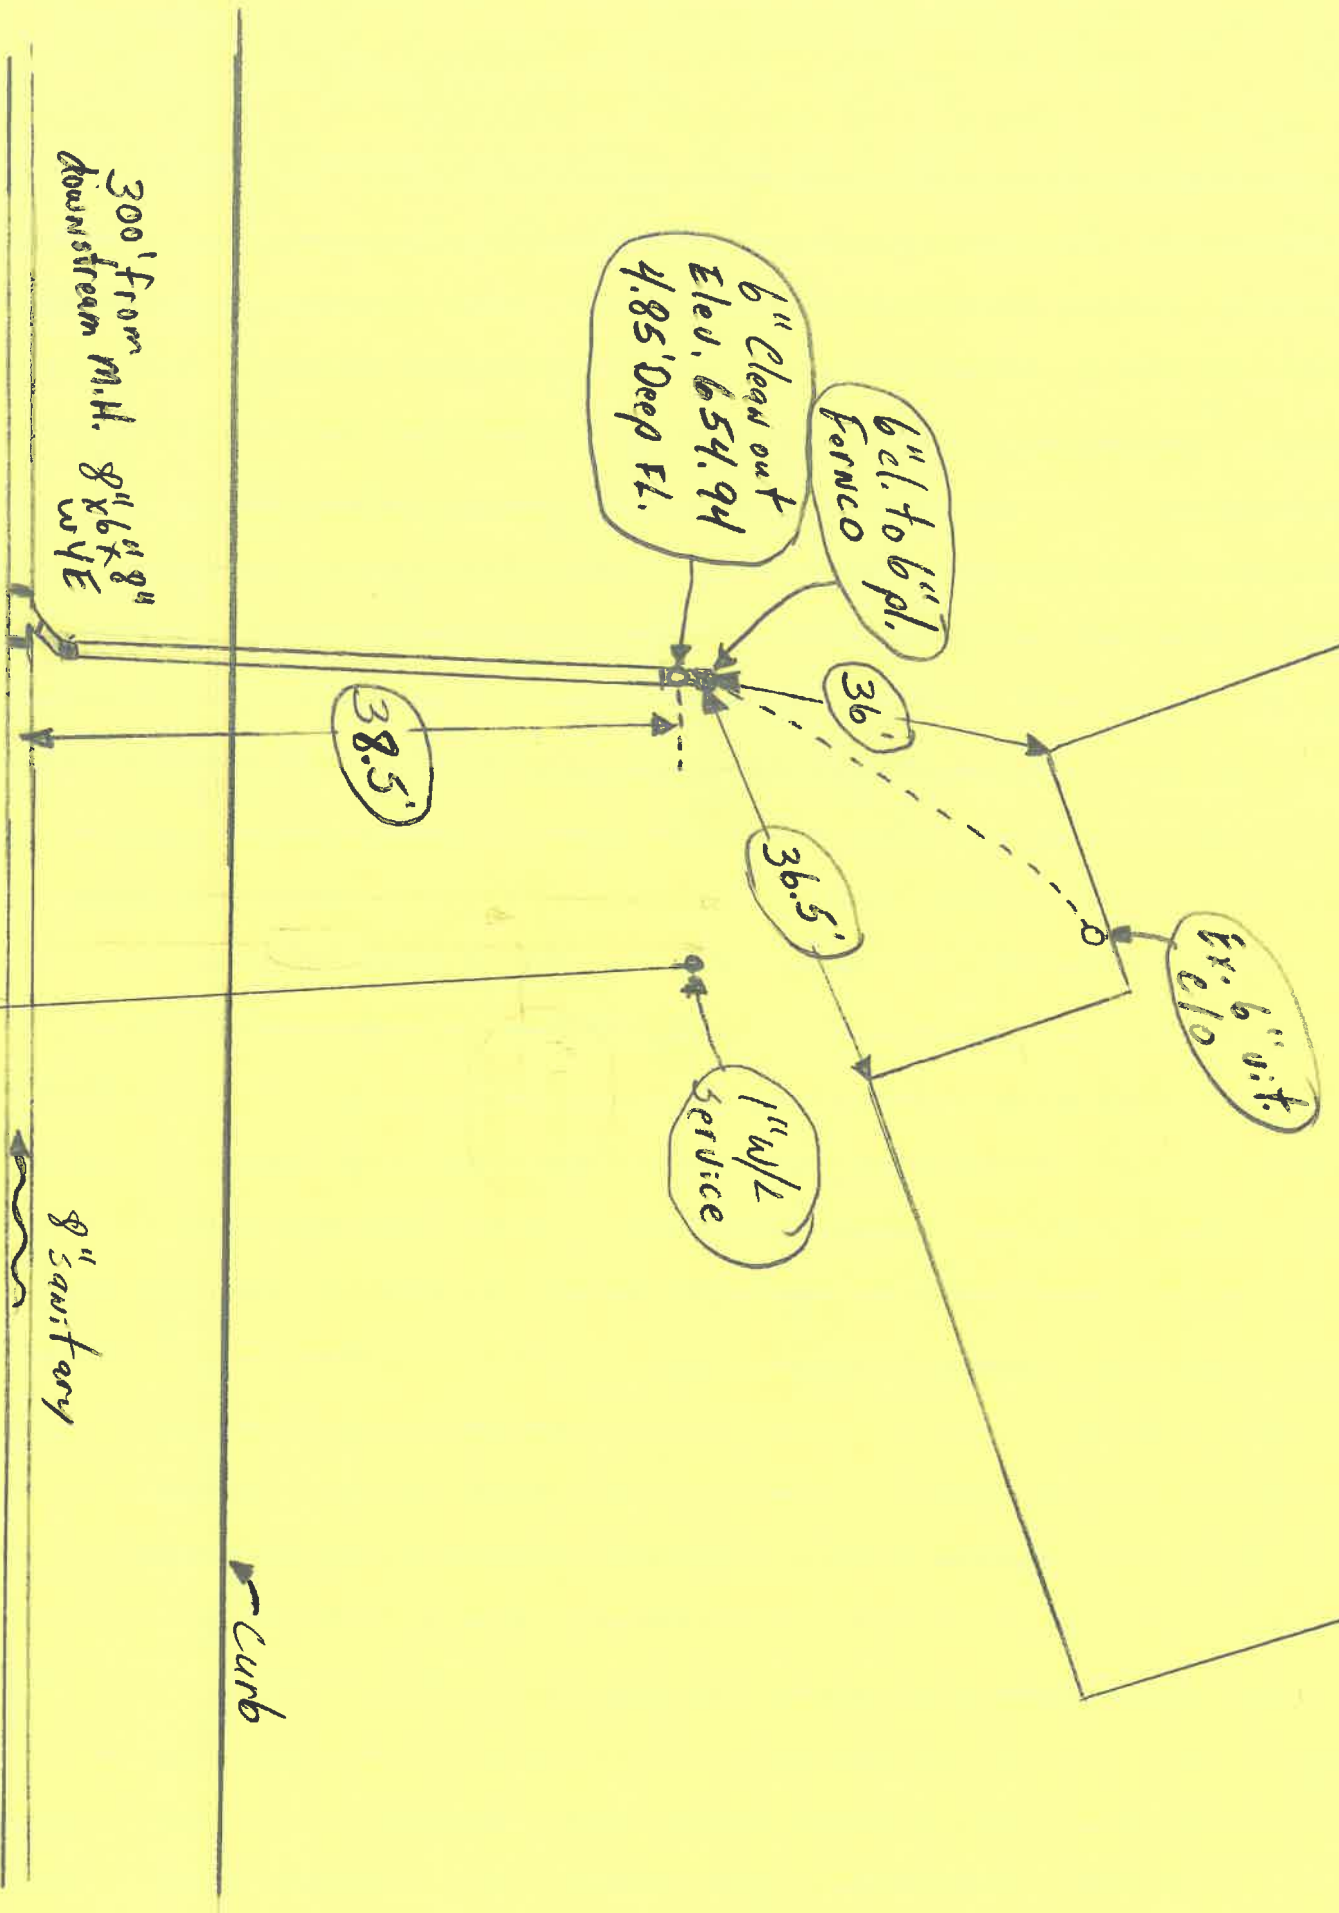 Ex. 6" vit.
c/o
6" cl. to 6" pl.
FerNCO
36'
36.5'
6" Clean out
Elev. 654.94
4.85' Deep FL.
1" W/L
Service
38.5'
Curb
300' From M.H. 8"x6"x8"
downstream WYE
8" Sanitary